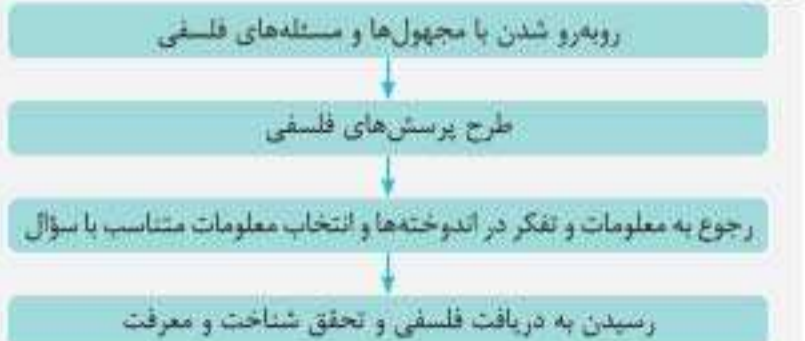 روبه‌رو شدن با مجهول‌ها و مسئله‌های فلسفی
طرح پرسش‌های فلسفی
رجوع به معلومات و تفکر در اندوخته‌ها و انتخاب معلومات متناسب با سؤال
رسیدن به دریافت فلسفی و تحقق شناخت و معرفت